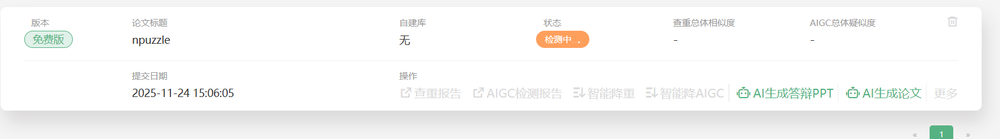 版本 论文标题 自建库 状态 查重总体相似度 AIGC总体疑似度
免费版 npuzzle 无 检测中 . - -
提交日期 操作
2025-11-24 15:06:05 查重报告 AIGC检测报告 智能降重 智能降AIGC AI生成答辩PPT AI生成论文 更多
« 1 »